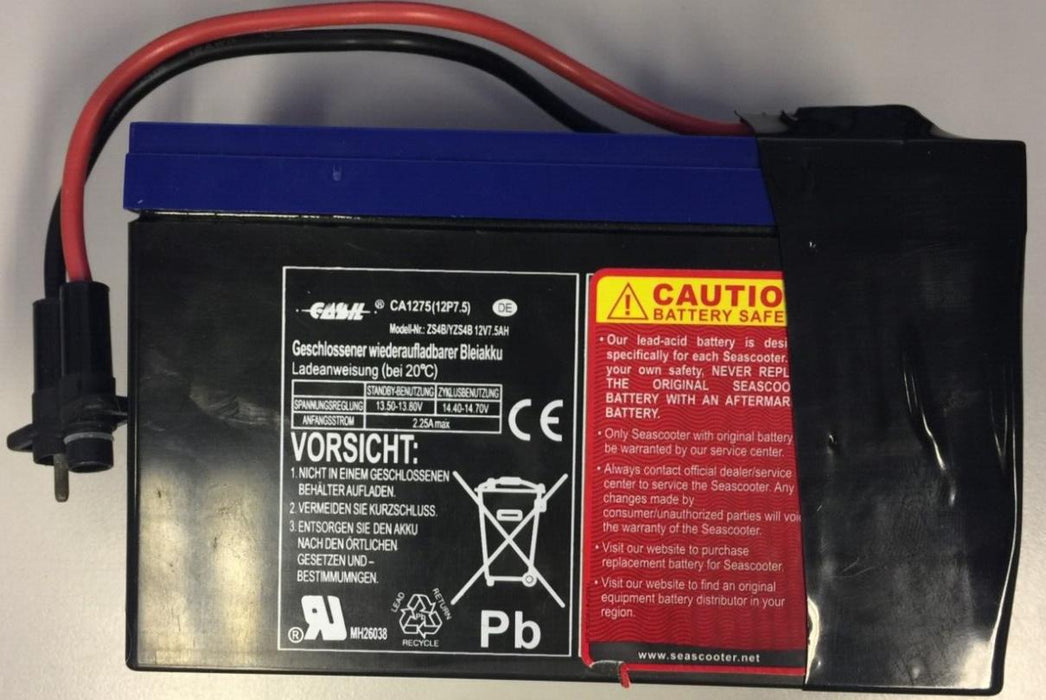 CASIL ® CA1275(12P7.5) DE
Modell-Nr.: ZS4B/YZS4B 12V7.5AH
Geschlossener wiederaufladbarer Bleiakku
Ladeanweisung (bei 20°C)
STANDBY-BENUTZUNG ZYKLUSBENUTZUNG
SPANNUNGSREGLUNG 13.50-13.80V 14.40-14.70V
ANFANGSSTROM 2.25A max
CE
VORSICHT:
1. NICHT IN EINEM GESCHLOSSENEN
BEHÄLTER AUFLADEN.
2. VERMEIDEN SIE KURZSCHLUSS.
3. ENTSORGEN SIE DEN AKKU
NACH DEN ÖRTLICHEN
GESETZEN UND –
BESTIMMUMNGEN.
® MH26038
LEAD
RETURN
PB
RECYCLE
Pb
CAUTIO
BATTERY SAFE
• Our lead-acid battery is desi
specifically for each Seascooter.
your own safety, NEVER REPL
THE ORIGINAL SEASCOO
BATTERY WITH AN AFTERMAR
BATTERY.
• Only Seascooter with original battery
be warranted by our service center.
• Always contact official dealer/service
center to service the Seascooter. Any
changes made by
consumer/unauthorized parties will voi
the warranty of the Seascooter.
• Visit our website to purchase
replacement battery for Seascooter.
• Visit our website to find an original
equipment battery distributor in your
region.
www.seascooter.net